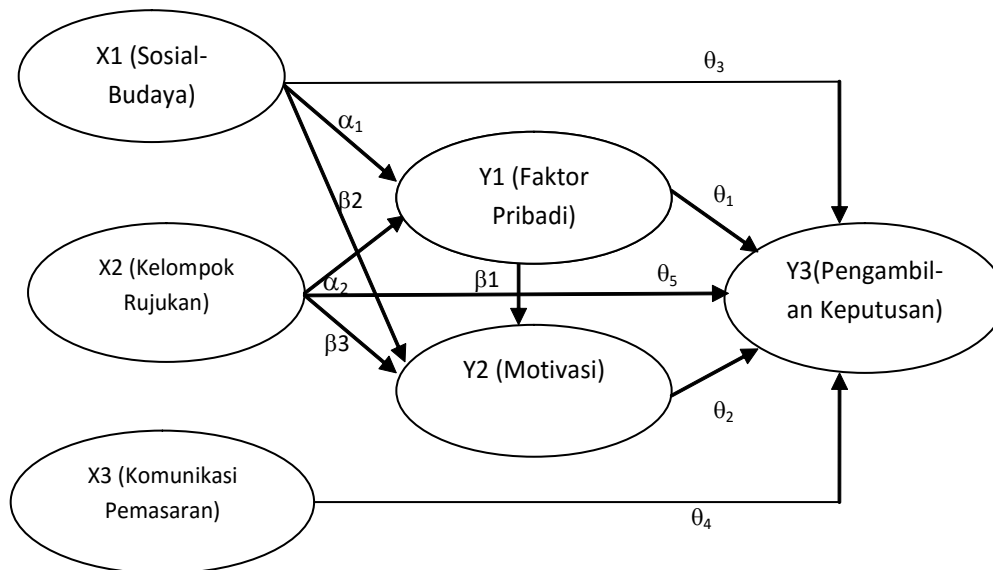 X1 (Sosial-
Budaya)
θ3
α1
Y1 (Faktor
Pribadi)
β2
θ1
X2 (Kelompok
Rujukan)
α2
β1
θ5
Y3(Pengambil-
an Keputusan)
β3
Y2 (Motivasi)
θ2
X3 (Komunikasi
Pemasaran)
θ4